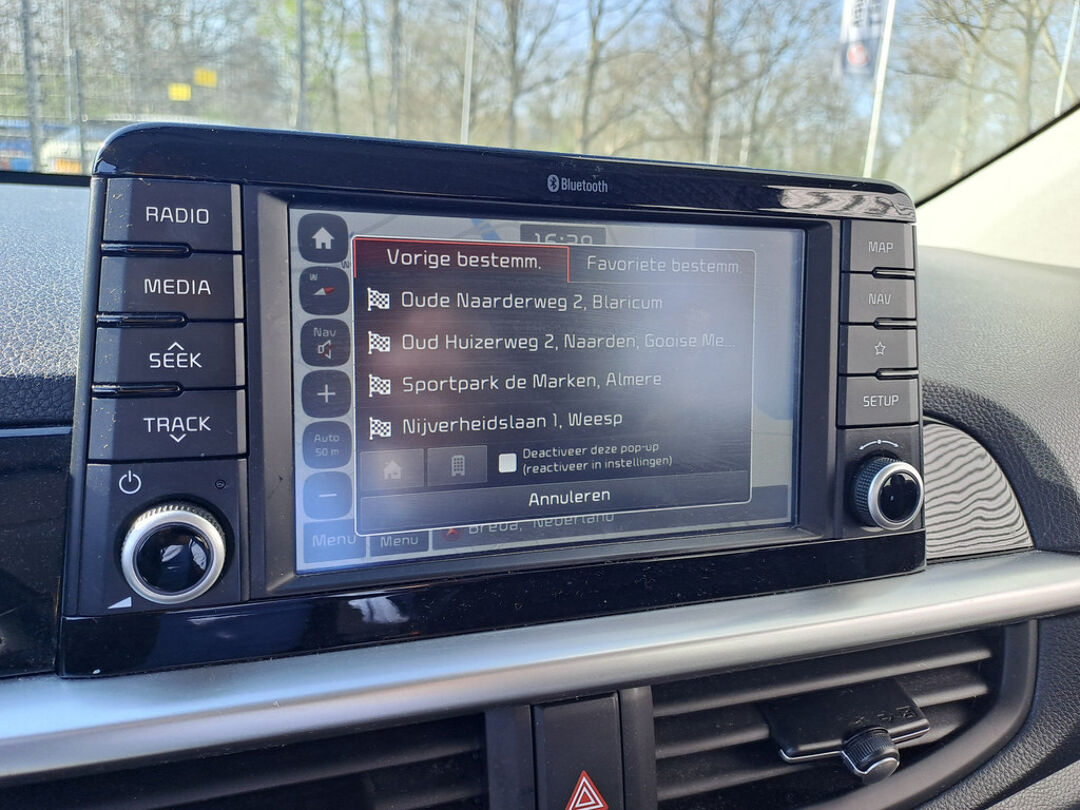 Bluetooth
RADIO
MEDIA
SEEK
TRACK
MAP
NAV
SETUP
W
Nav
Auto
50 m
Menu
Menu
Vorige bestemm.
Favoriete bestemm.
Oude Naarderweg 2, Blaricum
Oud Huizerweg 2, Naarden, Gooise Me...
Sportpark de Marken, Almere
Nijverheidslaan 1, Weesp
Deactiveer deze pop-up
(reactiveer in instellingen)
Annuleren
Breda, Nederland